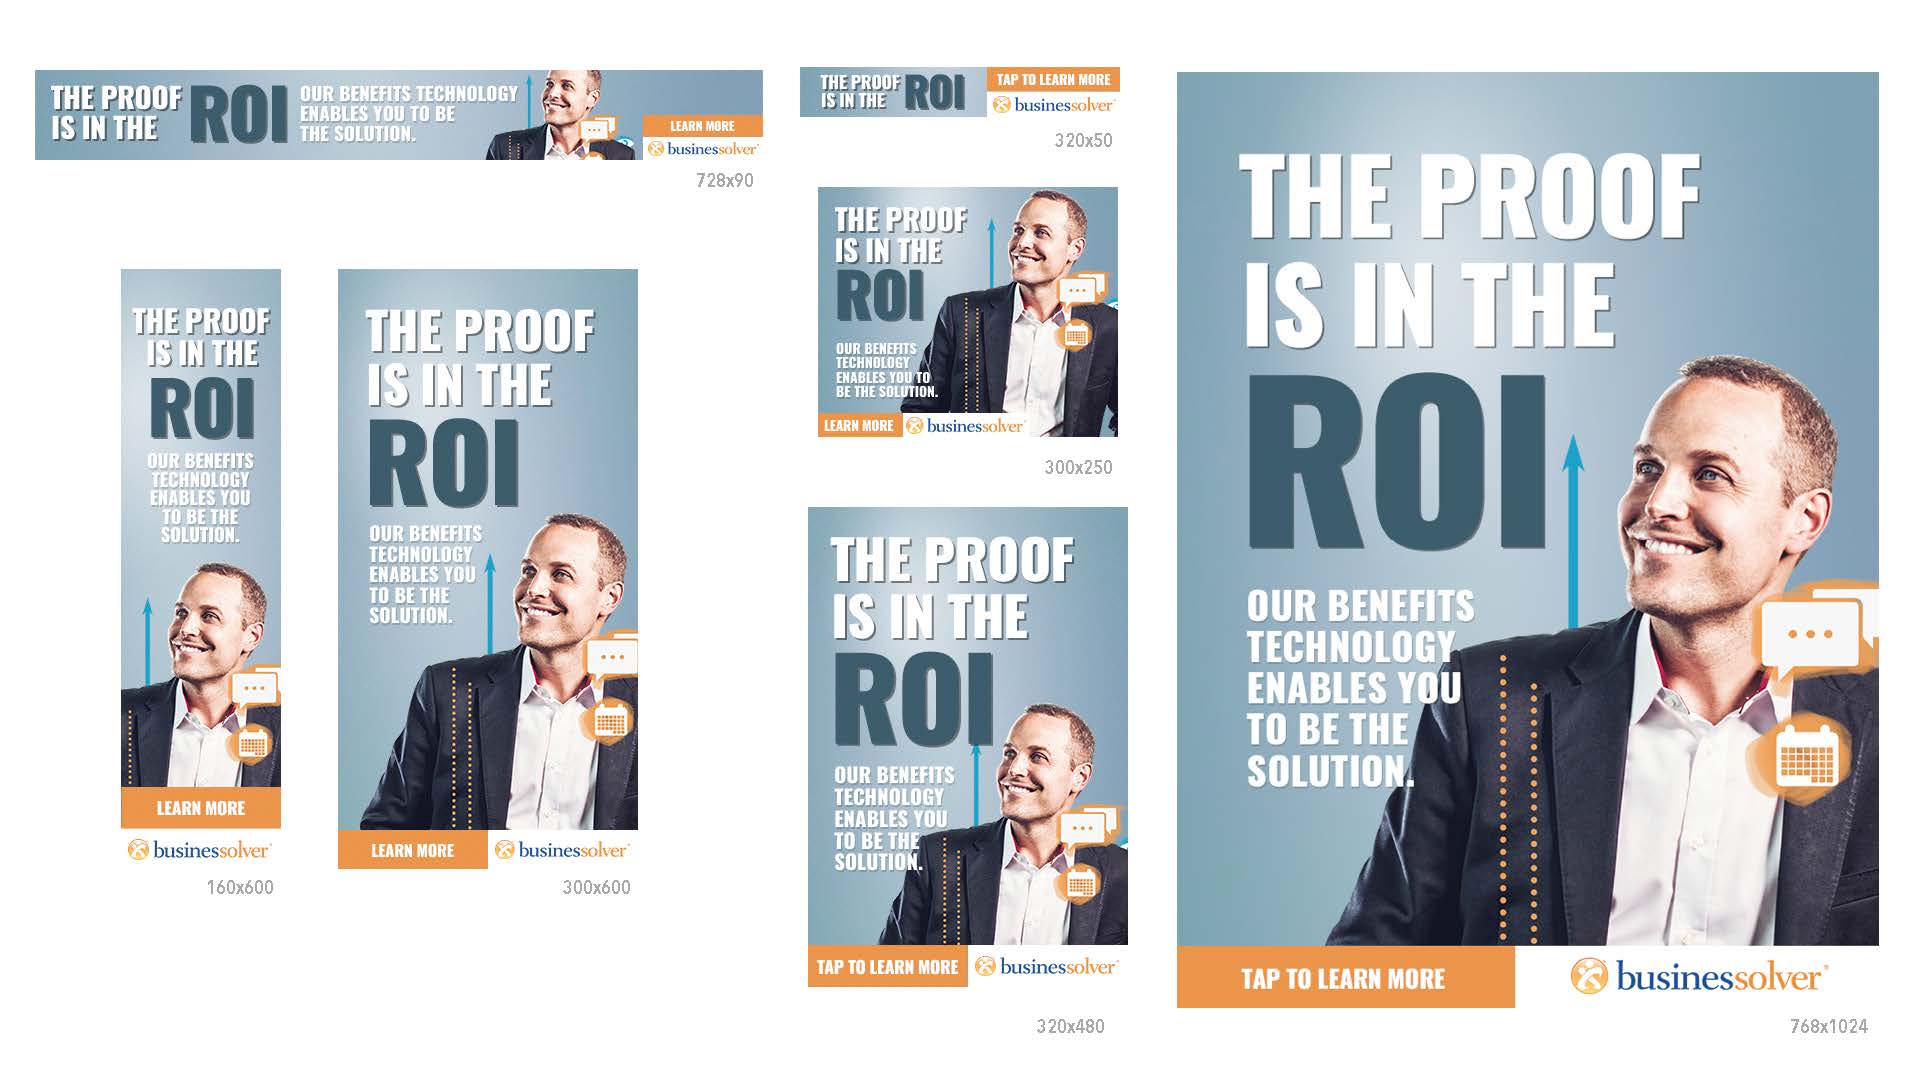 THE PROOF
IS IN THE
ROI
OUR BENEFITS TECHNOLOGY
ENABLES YOU TO BE
THE SOLUTION.
LEARN MORE
businessolver
728x90
THE PROOF
IS IN THE
ROI
OUR BENEFITS
TECHNOLOGY
ENABLES YOU
TO BE THE
SOLUTION.
LEARN MORE
businessolver
160x600
THE PROOF
IS IN THE
ROI
OUR BENEFITS
TECHNOLOGY
ENABLES YOU
TO BE THE
SOLUTION.
LEARN MORE
businessolver
300x600
THE PROOF
IS IN THE
ROI
TAP TO LEARN MORE
businessolver
320x50
THE PROOF
IS IN THE
ROI
OUR BENEFITS
TECHNOLOGY
ENABLES YOU TO
BE THE SOLUTION.
LEARN MORE
businessolver
300x250
THE PROOF
IS IN THE
ROI
OUR BENEFITS
TECHNOLOGY
ENABLES YOU
TO BE THE
SOLUTION.
TAP TO LEARN MORE
businessolver
320x480
THE PROOF
IS IN THE
ROI
OUR BENEFITS
TECHNOLOGY
ENABLES YOU
TO BE THE
SOLUTION.
TAP TO LEARN MORE
businessolver®
768x1024